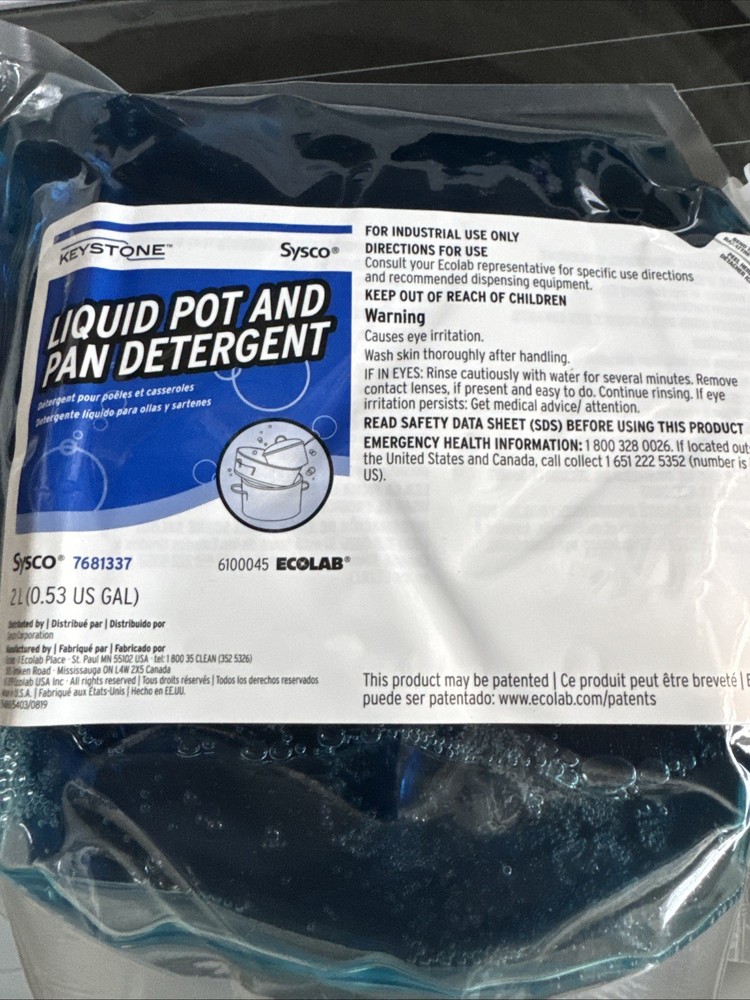 KEYSTONE™
Sysco®
LIQUID POT AND
PAN DETERGENT
Détergent pour poêles et casseroles
Detergente líquido para ollas y sartenes
Sysco® 7681337
6100045 ECOLAB®
2 L (0.53 US GAL)
Distributed by | Distribué par | Distribuido por
Sysco Corporation
Manufactured by | Fabriqué par | Fabricado por
Ecolab · 1 Ecolab Place · St. Paul MN 55102 USA · tel: 1 800 35 CLEAN (352 5326)
Road · Mississauga ON L4W 2X5 Canada
Ecolab USA Inc · All rights reserved | Tous droits réservés | Todos los derechos reservados
Made in U.S.A. | Fabriqué aux États-Unis | Hecho en EE.UU.
5403/0819
FOR INDUSTRIAL USE ONLY
DIRECTIONS FOR USE
Consult your Ecolab representative for specific use directions
and recommended dispensing equipment.
KEEP OUT OF REACH OF CHILDREN
Warning
Causes eye irritation.
Wash skin thoroughly after handling.
IF IN EYES: Rinse cautiously with water for several minutes. Remove
contact lenses, if present and easy to do. Continue rinsing. If eye
irritation persists: Get medical advice/ attention.
READ SAFETY DATA SHEET (SDS) BEFORE USING THIS PRODUCT
EMERGENCY HEALTH INFORMATION: 1 800 328 0026. If located out
the United States and Canada, call collect 1 651 222 5352 (number is
US).
This product may be patented | Ce produit peut être breveté |
puede ser patentado: www.ecolab.com/patents